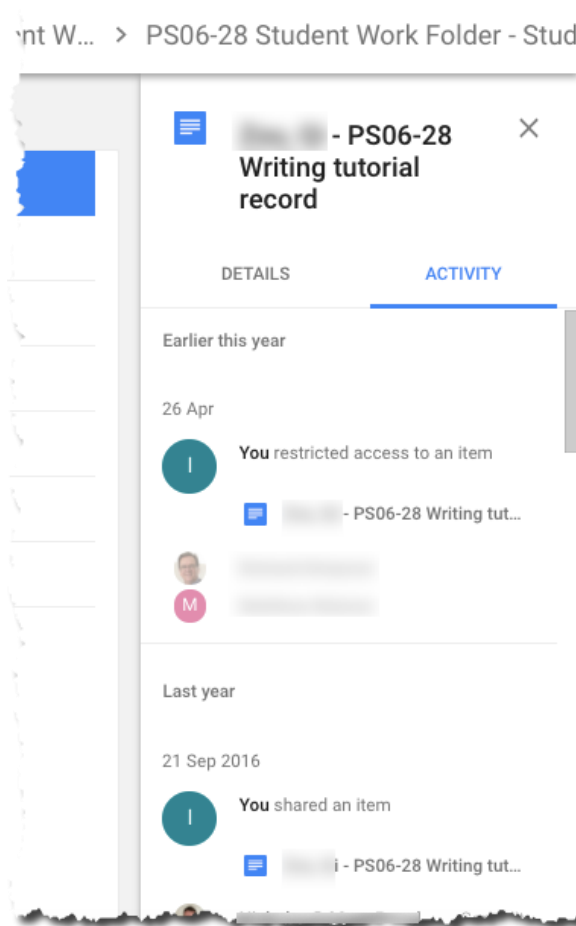 nt W... > PS06-28 Student Work Folder - Stud
- PS06-28
Writing tutorial
record
DETAILS ACTIVITY
Earlier this year
26 Apr
I
You restricted access to an item
- PS06-28 Writing tut...
M
Last year
21 Sep 2016
I
You shared an item
i - PS06-28 Writing tut...